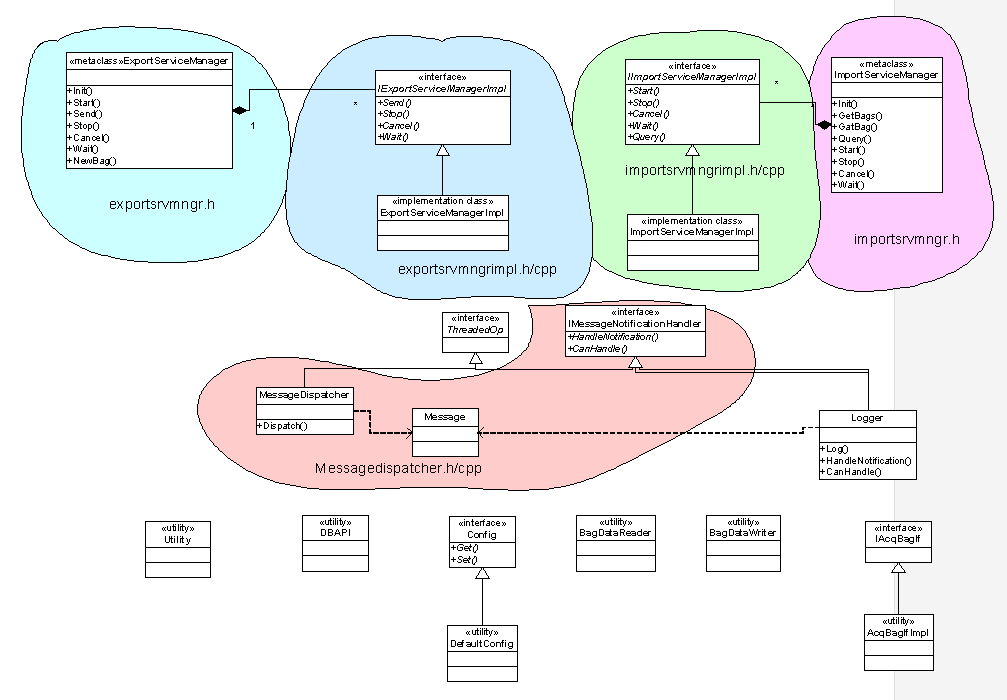 «metaclass»ExportServiceManager
+Init()
+Start()
+Send()
+Stop()
+Cancel()
+Wait()
+NewBag()
1
*
exportsrvmngr.h
«interface»
IExportServiceManagerImpl
+Send()
+Stop()
+Cancel()
+Wait()
«implementation class»
ExportServiceManagerImpl
exportsrvmngrimpl.h/cpp
«interface»
IImportServiceManagerImpl
+Start()
+Stop()
+Cancel()
+Wait()
+Query()
*
importsrvmngrimpl.h/cpp
«implementation class»
ImportServiceManagerImpl
«metaclass»
ImportServiceManager
+Init()
+GetBags()
+GatBag()
+Query()
+Start()
+Stop()
+Cancel()
+Wait()
importsrvmngr.h
«interface»
ThreadedOp
«interface»
IMessageNotificationHandler
+HandleNotification()
+CanHandle()
MessageDispatcher
+Dispatch()
Message
Messagedispatcher.h/cpp
Logger
+Log()
+HandleNotification()
+CanHandle()
«utility»
Utility
«utility»
DBAPI
«interface»
Config
+Get()
+Set()
«utility»
BagDataReader
«utility»
BagDataWriter
«interface»
IAcqBagIf
«utility»
DefaultConfig
«utility»
AcqBagIfImpl